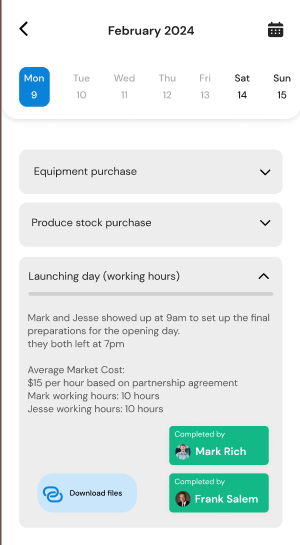 February 2024
Mon Tue Wed Thu Fri Sat Sun
9 10 11 12 13 14 15
Equipment purchase
Produce stock purchase
Launching day (working hours)
Mark and Jesse showed up at 9am to set up the final
preparations for the opening day.
they both left at 7pm
Average Market Cost:
$15 per hour based on partnership agreement
Mark working hours: 10 hours
Jesse working hours: 10 hours
Completed by
Mark Rich
Download files
Completed by
Frank Salem